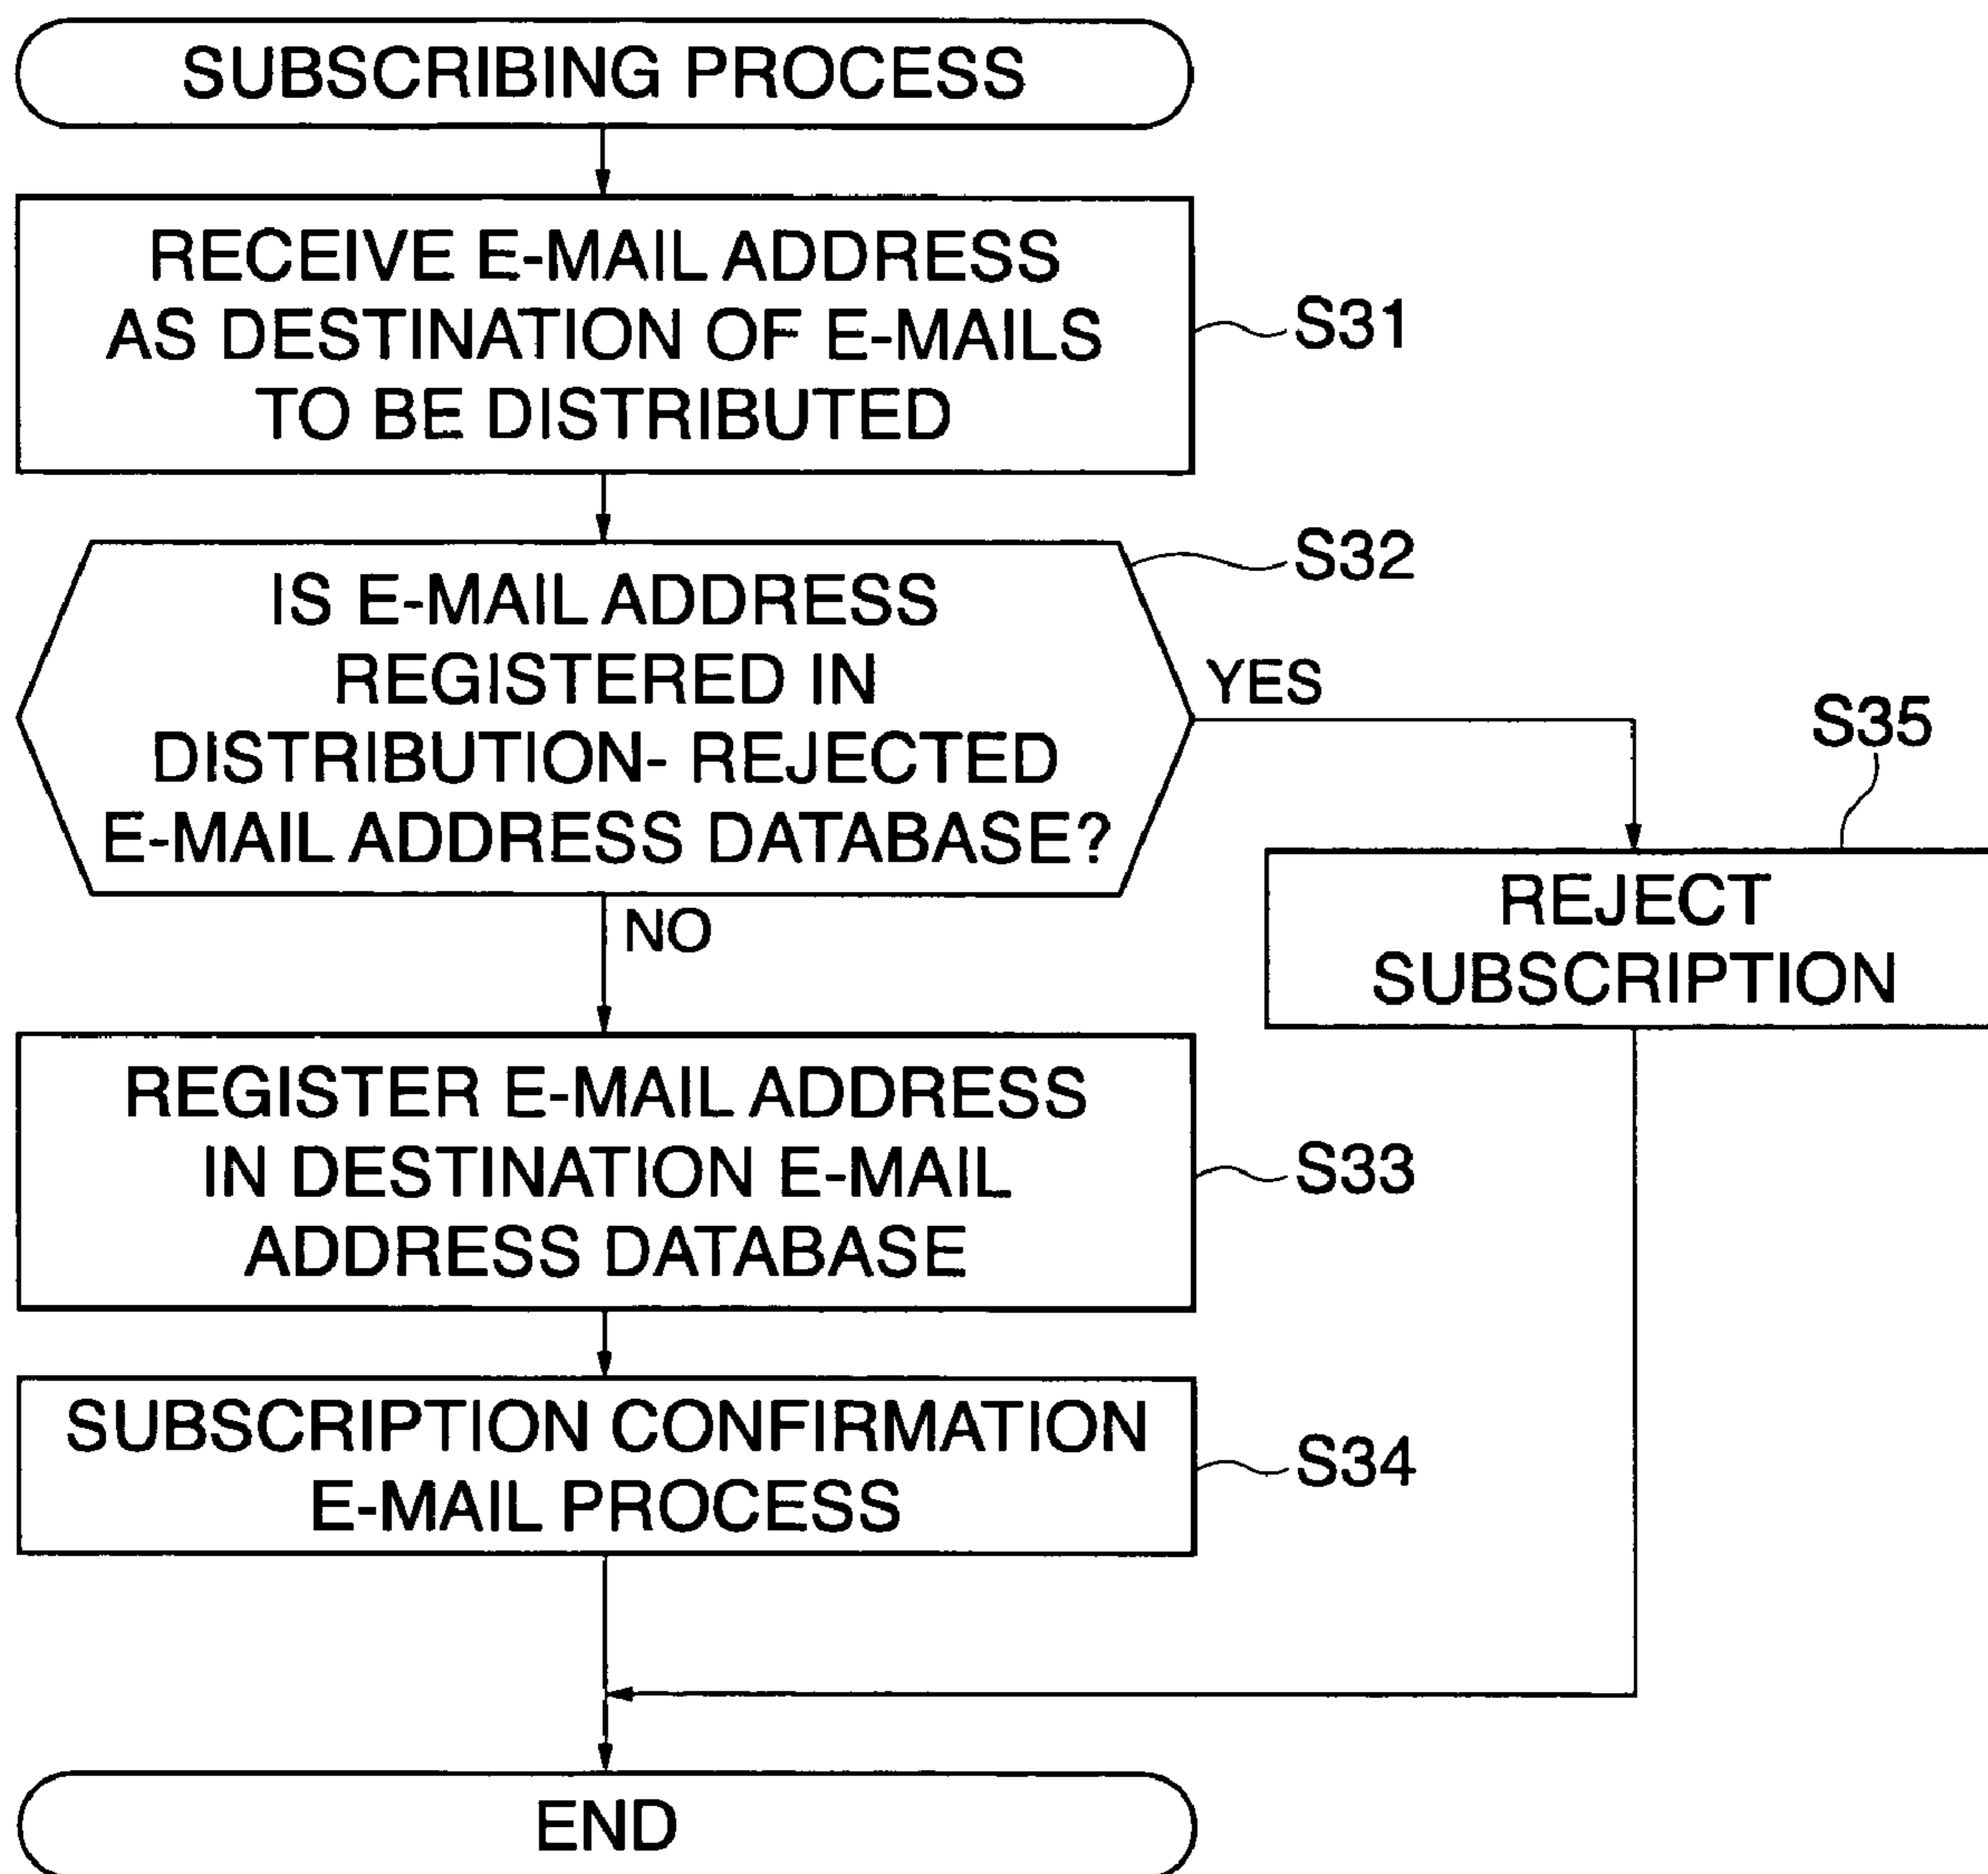 SUBSCRIBING PROCESS
RECEIVE E-MAIL ADDRESS
AS DESTINATION OF E-MAILS
TO BE DISTRIBUTED
S31
S32
IS E-MAIL ADDRESS
REGISTERED IN
DISTRIBUTION- REJECTED
E-MAIL ADDRESS DATABASE?
YES
S35
REJECT
SUBSCRIPTION
NO
REGISTER E-MAIL ADDRESS
IN DESTINATION E-MAIL
ADDRESS DATABASE
S33
SUBSCRIPTION CONFIRMATION
E-MAIL PROCESS
S34
END